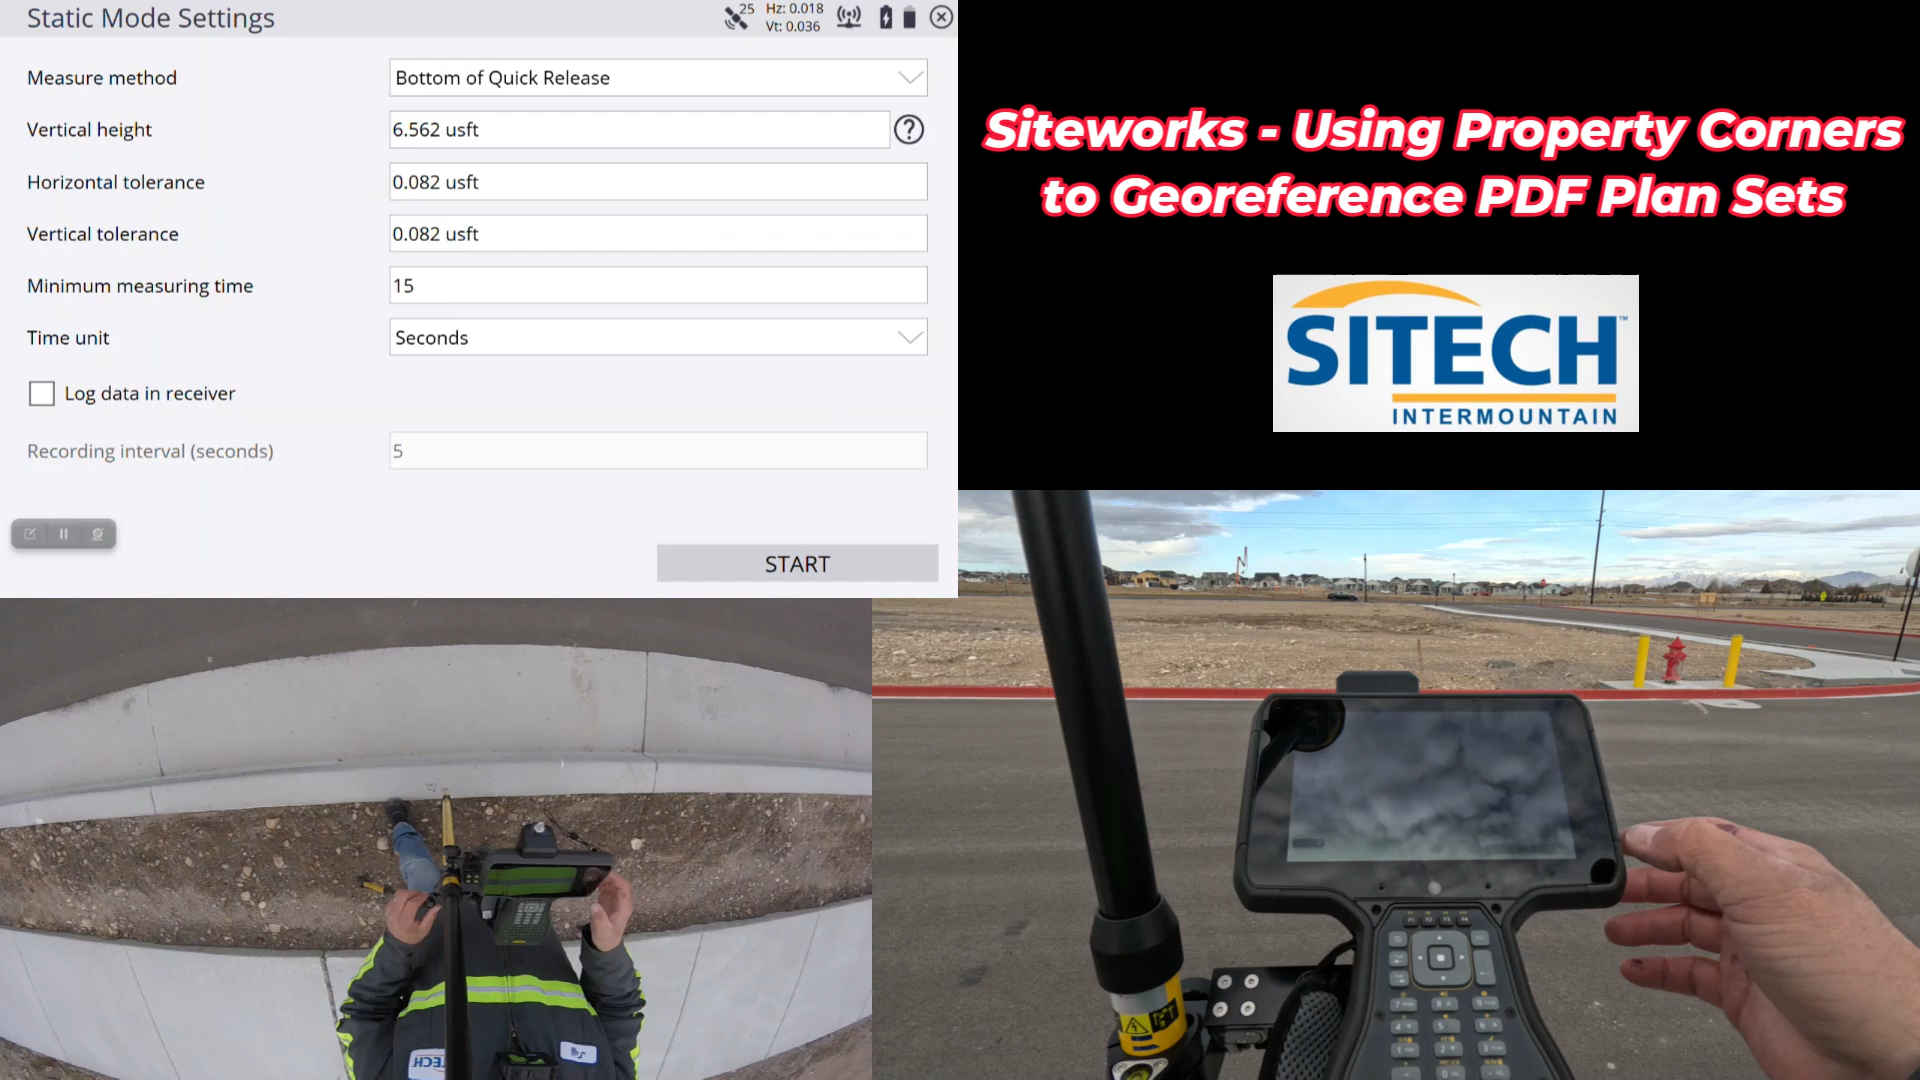 Static Mode Settings
25
Hz: 0.018
Vt: 0.036
Measure method
Bottom of Quick Release
Vertical height
6.562 usft
?
Horizontal tolerance
0.082 usft
Vertical tolerance
0.082 usft
Minimum measuring time
15
Time unit
Seconds
Log data in receiver
Recording interval (seconds)
5
START
Siteworks - Using Property Corners
to Georeference PDF Plan Sets
SITECH™
INTERMOUNTAIN